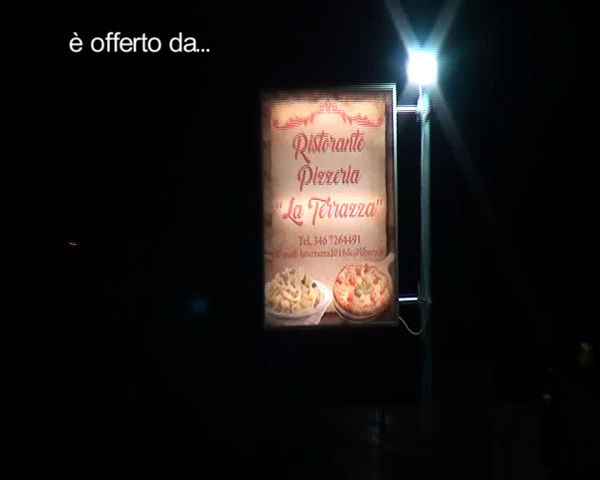 è offerto da...
Ristorante
Pizzeria
"La Terrazza"
Tel. 346 7264491